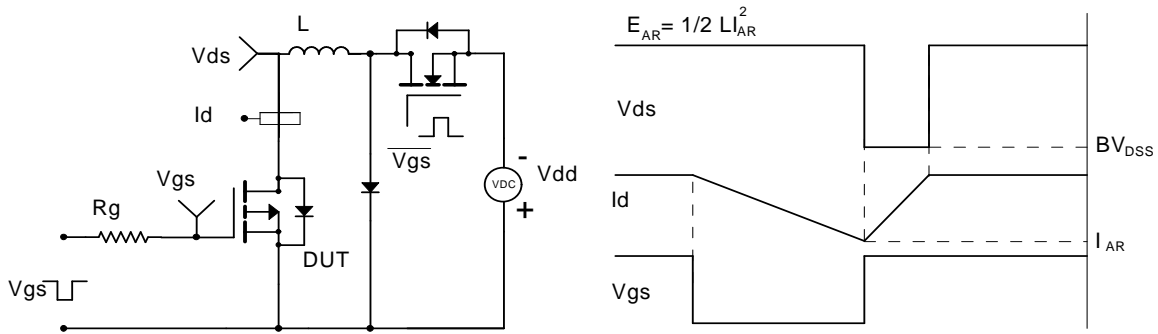 L
Vds
Id
Vgs
Vgs
-
VDC
Vdd
+
Rg
DUT
Vgs
E_AR = 1/2 LI_AR^2
Vds
BV_DSS
Id
I_AR
Vgs